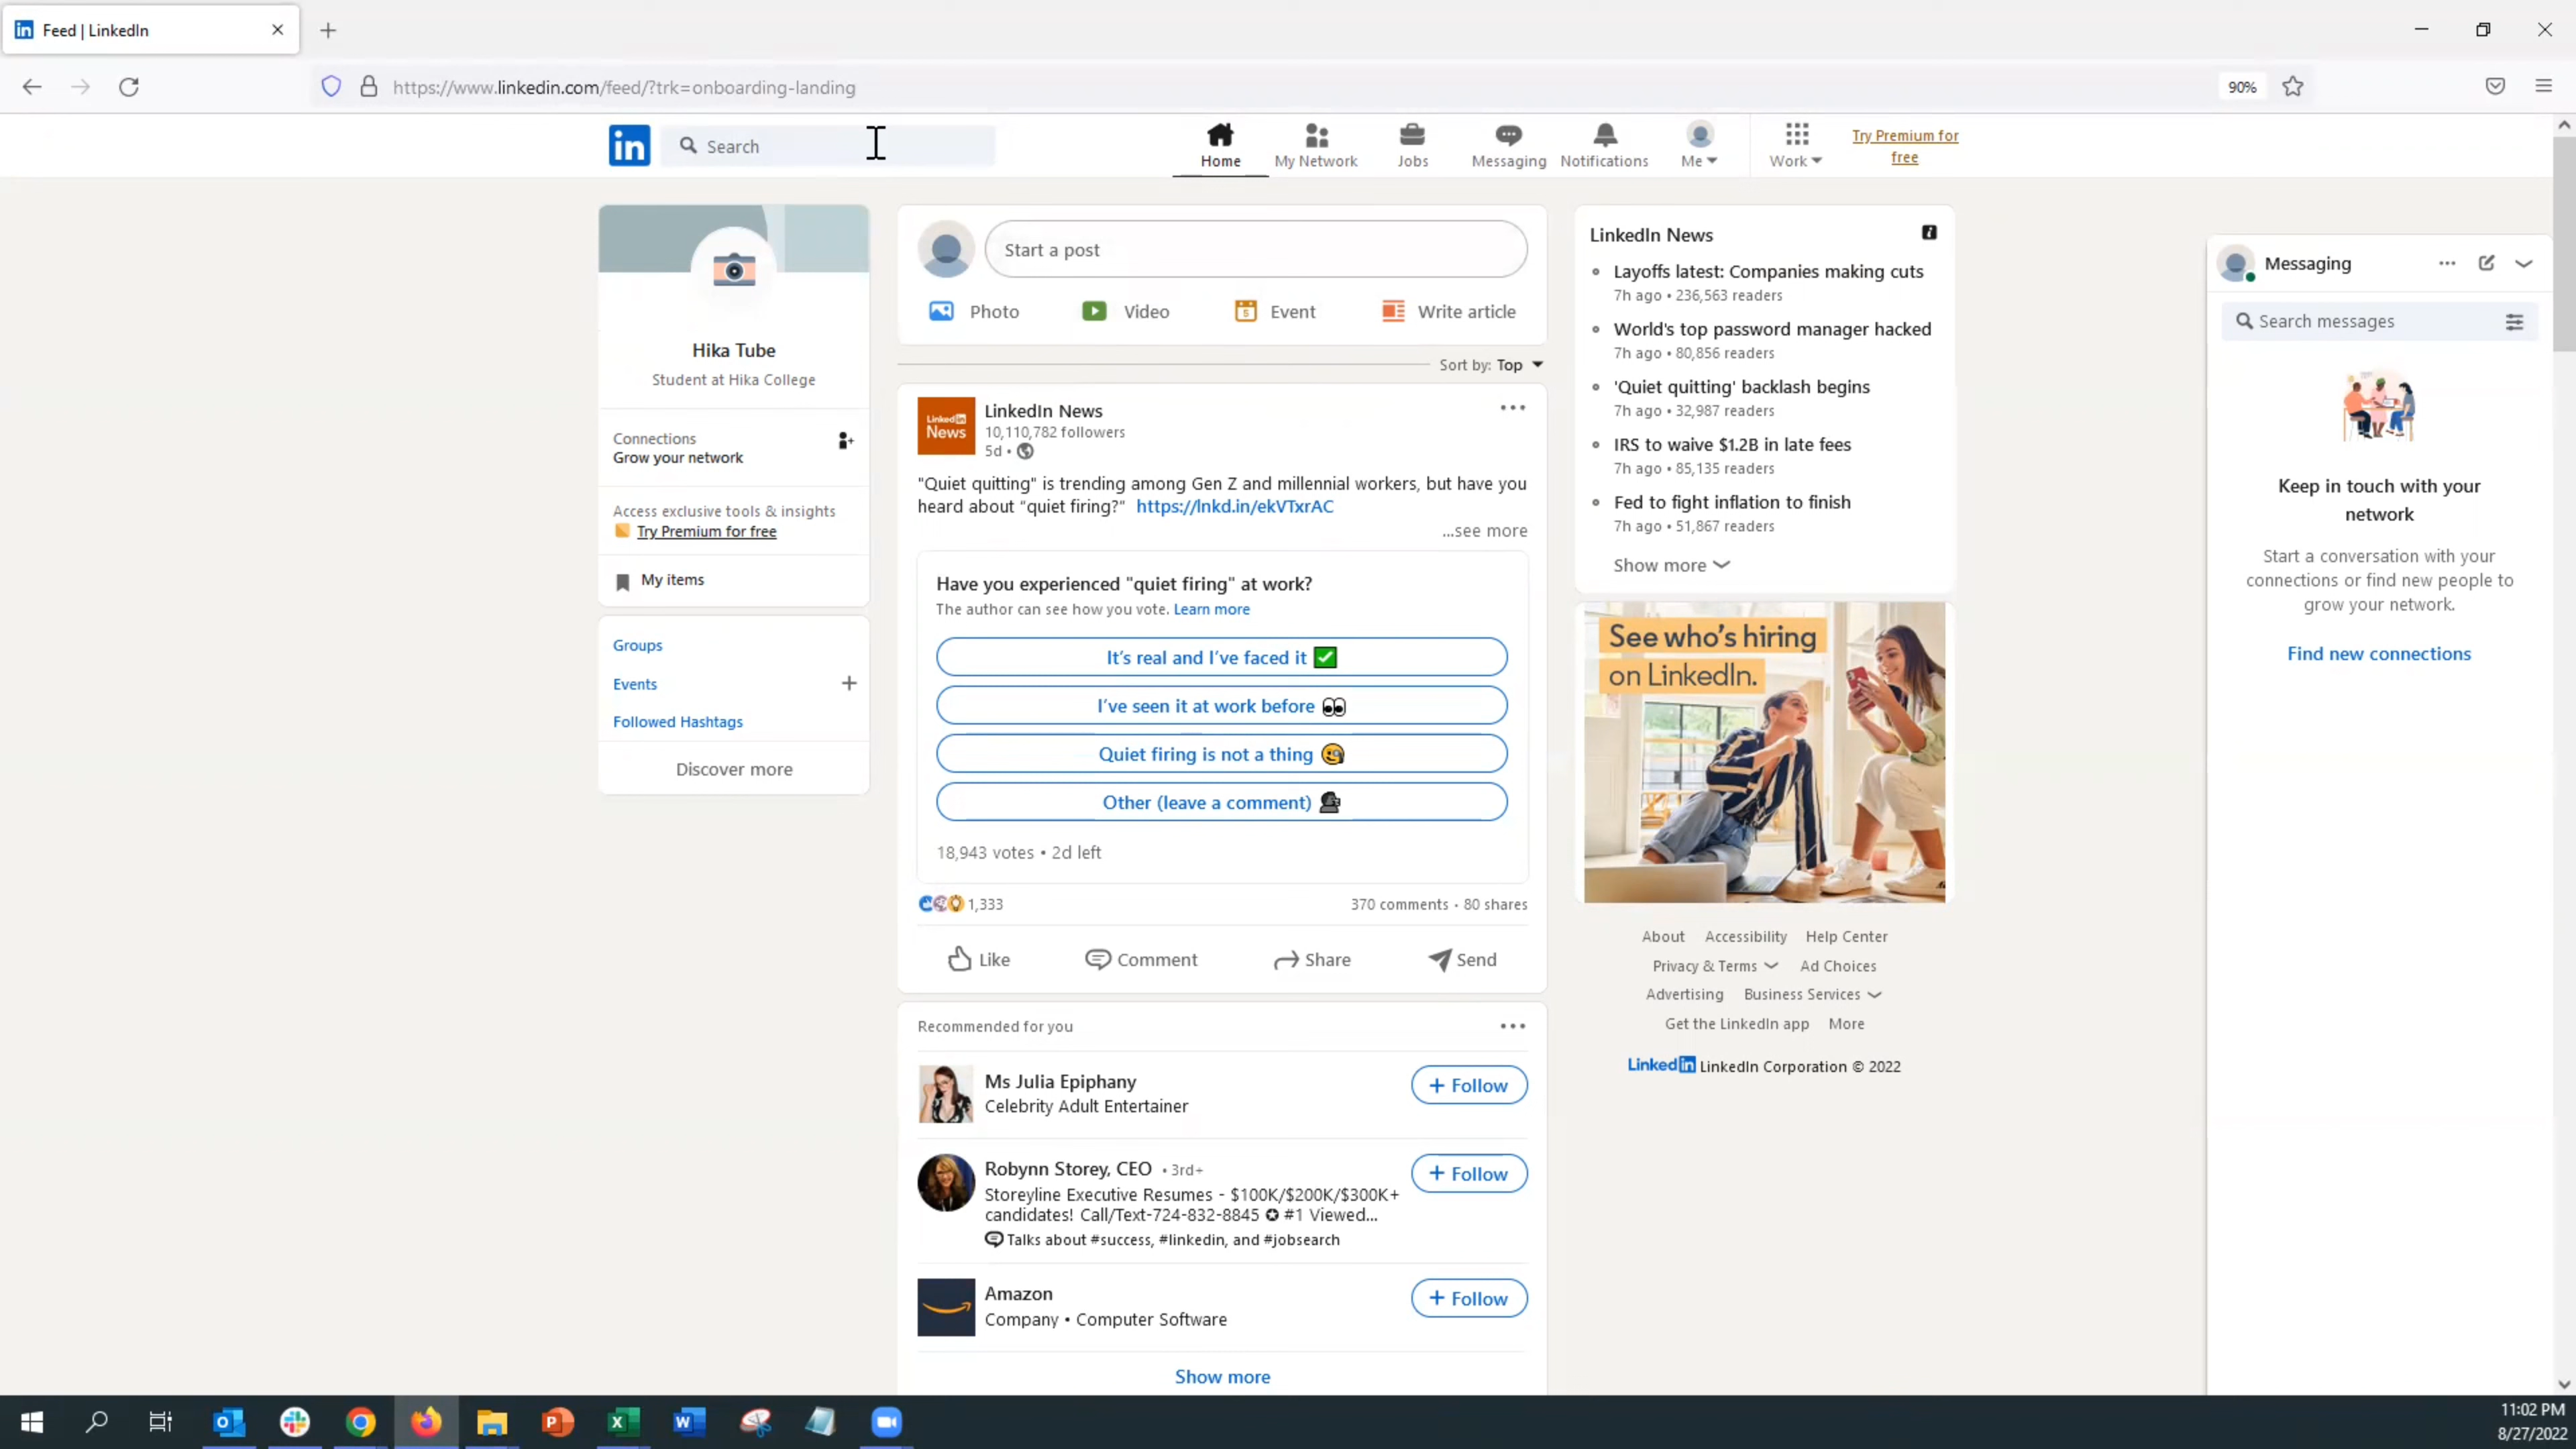 Feed | LinkedIn
https://www.linkedin.com/feed/?trk=onboarding-landing
90%
in
Search
Home
My Network
Jobs
Messaging
Notifications
Me
Work
Try Premium for
free
Hika Tube
Student at Hika College
Connections
Grow your network
Access exclusive tools & insights
Try Premium for free
My items
Groups
Events
Followed Hashtags
Discover more
Start a post
Photo
Video
Event
Write article
Sort by: Top
Linkedin
News
LinkedIn News
10,110,782 followers
5d •
"Quiet quitting" is trending among Gen Z and millennial workers, but have you
heard about "quiet firing?" https://lnkd.in/ekVTxrAC
...see more
Have you experienced "quiet firing" at work?
The author can see how you vote. Learn more
It's real and I've faced it ✅
I've seen it at work before 👀
Quiet firing is not a thing 🧐
Other (leave a comment)
18,943 votes • 2d left
1,333
370 comments • 80 shares
Like
Comment
Share
Send
Recommended for you
Ms Julia Epiphany
Celebrity Adult Entertainer
+ Follow
Robynn Storey, CEO • 3rd+
Storeyline Executive Resumes - $100K/$200K/$300K+
candidates! Call/Text-724-832-8845 ✪ #1 Viewed...
Talks about #success, #linkedin, and #jobsearch
+ Follow
Amazon
Company • Computer Software
+ Follow
Show more
LinkedIn News
Layoffs latest: Companies making cuts
7h ago • 236,563 readers
World's top password manager hacked
7h ago • 80,856 readers
'Quiet quitting' backlash begins
7h ago • 32,987 readers
IRS to waive $1.2B in late fees
7h ago • 85,135 readers
Fed to fight inflation to finish
7h ago • 51,867 readers
Show more
See who's hiring
on LinkedIn.
About Accessibility Help Center
Privacy & Terms Ad Choices
Advertising Business Services
Get the LinkedIn app More
Linkedin LinkedIn Corporation © 2022
Messaging
Search messages
Keep in touch with your
network
Start a conversation with your
connections or find new people to
grow your network.
Find new connections
11:02 PM
8/27/2022